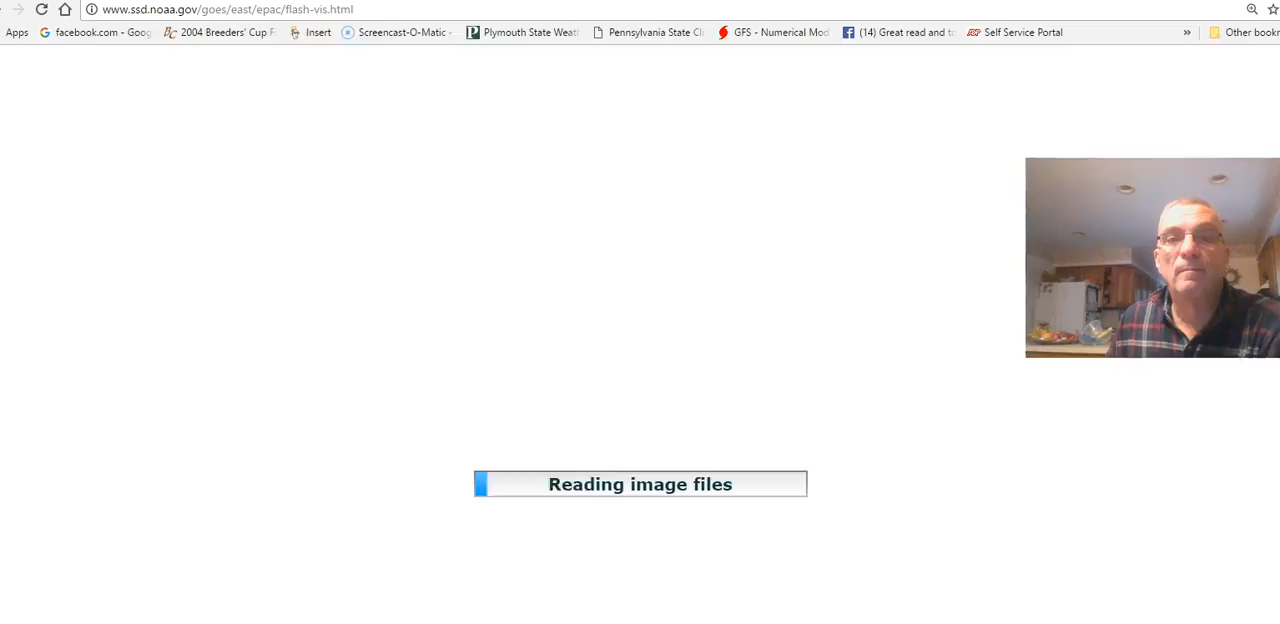 www.ssd.noaa.gov/goes/east/epac/flash-vis.html
Apps facebook.com - Goog 2004 Breeders' Cup F Insert Screencast-O-Matic - Plymouth State Weat Pennsylvania State Cli GFS - Numerical Mod (14) Great read and to Self Service Portal » Other bookr
Reading image files